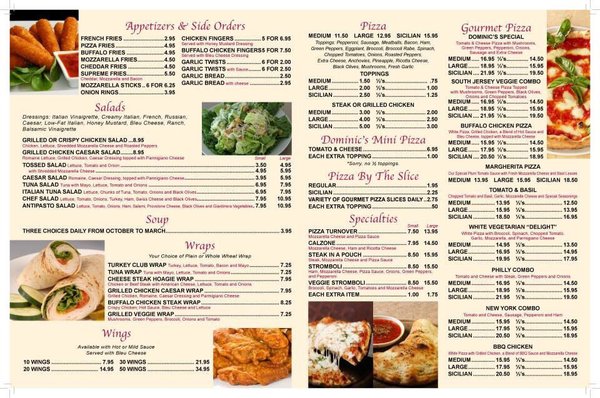 Appetizers & Side Orders
FRENCH FRIES 2.95
PIZZA FRIES 4.95
BUFFALO FRIES 4.95
MOZZARELLA FRIES 4.95
CHEDDAR FRIES 4.95
SUPREME FRIES 5.50
Cheddar, Mozzarella and Bacon
MOZZARELLA STICKS 6 FOR 6.25
ONION RINGS 3.95
CHICKEN FINGERS 5 FOR 6.95
Served with Honey Mustard Dressing
BUFFALO CHICKEN FINGERS 5 FOR 7.50
Served with Bleu Cheese Dressing
GARLIC TWISTS 6 FOR 2.00
GARLIC TWISTS with Sauce 6 FOR 2.50
GARLIC BREAD 2.50
GARLIC BREAD with cheese 2.95
Salads
Dressings: Italian Vinaigrette, Creamy Italian, French, Russian,
Caesar, Low-Fat Italian, Honey Mustard, Bleu Cheese, Ranch,
Balsamic Vinaigrette
GRILLED OR CRISPY CHICKEN SALAD ..8.95
Chicken, Lettuce, Shredded Mozzarella Cheese and Roasted Peppers
GRILLED CHICKEN CAESAR SALAD....8.95
Romaine Lettuce, Grilled Chicken, Caesar Dressing topped with Parmigiano Cheese
Small Large
TOSSED SALAD Lettuce, Tomato and Onion 3.50 4.95
with Shredded Mozzarella Cheese 4.95 5.95
CAESAR SALAD Romaine, Caesar Dressing, topped with Parmigiano Cheese 4.95 5.95
TUNA SALAD Tuna with Mayo, Lettuce, Tomato and Onions 6.95 7.95
ITALIAN TUNA SALAD Lettuce, Chunks of Tuna, Tomato, Onions and Black Olives 6.95 7.95
CHEF SALAD Lettuce, Tomato, Onions, Turkey, Ham, Genoa Cheese and Black Olives 7.95 10.95
ANTIPASTO SALAD Lettuce, Tomato, Onions, Ham, Salami, Provolone Cheese, Black Olives and Giardiniera Vegetables 7.95 10.95
Soup
THREE CHOICES DAILY FROM OCTOBER TO MARCH 3.95
Wraps
Your Choice of Plain or Whole Wheat Wrap
TURKEY CLUB WRAP Turkey, Lettuce, Tomato, Bacon and Mayo 7.25
TUNA WRAP Tuna with Mayo, Lettuce, Tomato and Onions 7.25
CHEESE STEAK HOAGIE WRAP 7.95
Chicken or Beef Steak with American Cheese, Lettuce, Tomato and Onions
GRILLED CHICKEN CAESAR WRAP 7.95
Grilled Chicken, Romaine, Caesar Dressing and Parmigiano Cheese
BUFFALO CHICKEN STEAK WRAP 8.25
Crispy Chicken, Hot Sauce, Bleu Cheese and Lettuce
GRILLED VEGGIE WRAP 7.25
Mushrooms, Green Peppers, Broccoli, Onions and Tomato
Wings
Available with Hot or Mild Sauce
Served with Bleu Cheese
10 WINGS 7.95 30 WINGS 21.95
20 WINGS 14.95 50 WINGS 34.95
Pizza
MEDIUM 11.50 LARGE 12.95 SICILIAN 15.95
Toppings: Pepperoni, Sausage, Meatballs, Bacon, Ham,
Green Peppers, Eggplant, Broccoli, Broccoli Rabe, Spinach,
Chopped Tomatoes, Onions, Roasted Peppers,
Extra Cheese, Anchovies, Pineapple, Ricotta Cheese,
Black Olives, Mushrooms, Fresh Garlic
TOPPINGS
MEDIUM 1.50 ½'s .75
LARGE 2.00 ½'s 1.00
SICILIAN 2.50 ½'s 1.25
STEAK OR GRILLED CHICKEN
MEDIUM 3.00 ½'s 2.00
LARGE 4.00 ½'s 2.00
SICILIAN 5.00 ½'s 3.00
Dominic's Mini Pizza
TOMATO & CHEESE 6.95
EACH EXTRA TOPPING 1.00
*Sorry, no ½ toppings
Pizza By The Slice
REGULAR 1.95
SICILIAN 2.25
VARIETY OF GOURMET PIZZA SLICES DAILY 2.75
EACH EXTRA TOPPING .50
Specialties
Small Large
PIZZA TURNOVER 7.50 13.95
Mozzarella Cheese and Pizza Sauce
CALZONE 7.95 14.50
Mozzarella Cheese, Ham and Ricotta Cheese
STEAK IN A POUCH 8.50 15.95
Steak, Mozzarella Cheese and Pizza Sauce
STROMBOLI 8.50 15.50
Ham, Mozzarella Cheese, Pizza Sauce, Onions, Green Peppers,
and Pepperoni
VEGGIE STROMBOLI 8.50 15.50
Broccoli, Spinach, Garlic, Tomatoes and Mozzarella Cheese
EACH EXTRA ITEM 1.00 1.75
Gourmet Pizza
DOMINIC'S SPECIAL
Tomato & Cheese Pizza with Mushrooms,
Green Peppers, Pepperoni, Onions,
Sausage and Extra Cheese
MEDIUM 16.95 ½'s 14.50
LARGE 18.95 ½'s 15.95
SICILIAN 21.95 ½'s 19.50
SOUTH JERSEY VEGGIE COMBO
Tomato & Cheese Pizza Topped
with Mushrooms, Green Peppers, Black Olives,
Onions and Chopped Tomatoes
MEDIUM 16.95 ½'s 14.50
LARGE 18.95 ½'s 15.95
SICILIAN 21.95 ½'s 19.50
BUFFALO CHICKEN PIZZA
White Pizza, Grilled Chicken, a Blend of Hot Sauce and
Bleu Cheese, topped with Mozzarella Cheese
MEDIUM 15.95 ½'s 14.50
LARGE 17.95 ½'s 15.95
SICILIAN 20.50 ½'s 18.95
MARGHERITA PIZZA
Our Special Plum Tomato Sauce with Fresh Mozzarella Cheese and Basil Leaves
MEDIUM 13.95 LARGE 15.95 SICILIAN 18.50
TOMATO & BASIL
Chopped Tomato and Basil, Garlic, Mozzarella Cheese and Special Seasonings
MEDIUM 13.95 ½'s 12.95
LARGE 15.95 ½'s 13.95
SICILIAN 18.50 ½'s 16.95
WHITE VEGETARIAN "DELIGHT"
White Pizza with Broccoli, Spinach, Chopped Tomato,
Garlic, Mozzarella, and Parmigiano Cheese
MEDIUM 14.95 ½'s 13.50
LARGE 17.50 ½'s 14.95
SICILIAN 19.95 ½'s 17.95
PHILLY COMBO
Tomato and Cheese with Steak, Green Peppers and Onions
MEDIUM 16.95 ½'s 14.50
LARGE 18.95 ½'s 15.95
SICILIAN 21.95 ½'s 19.50
NEW YORK COMBO
Tomato and Cheese, Sausage, Pepperoni and Ham
MEDIUM 15.95 ½'s 14.50
LARGE 17.95 ½'s 15.95
SICILIAN 20.50 ½'s 18.95
BBQ CHICKEN
White Pizza with Grilled Chicken, a Blend of BBQ Sauce and Mozzarella Cheese
MEDIUM 15.95 ½'s 14.50
LARGE 17.95 ½'s 15.95
SICILIAN 20.50 ½'s 18.95